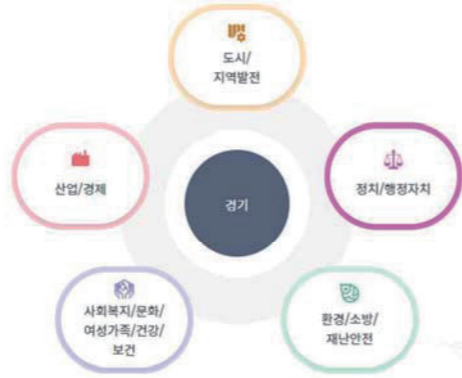 도시/
지역발전
산업/경제
정치/행정자치
경기
사회복지/문화/
여성가족/건강/
보건
환경/소방/
재난안전